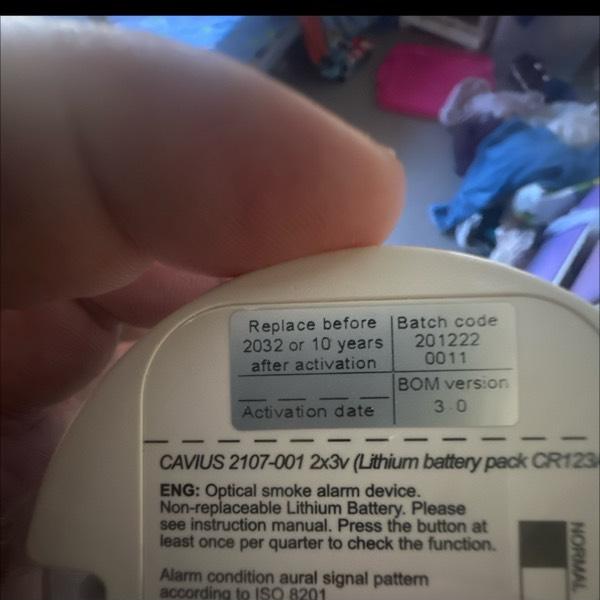 Replace before
2032 or 10 years
after activation
Activation date
Batch code
201222
0011
BOM version
3.0
CAVIUS 2107-001 2x3v (Lithium battery pack CR123
ENG: Optical smoke alarm device.
Non-replaceable Lithium Battery. Please
see instruction manual. Press the button at
least once per quarter to check the function.
Alarm condition aural signal pattern
according to ISO 8201
NORMAL